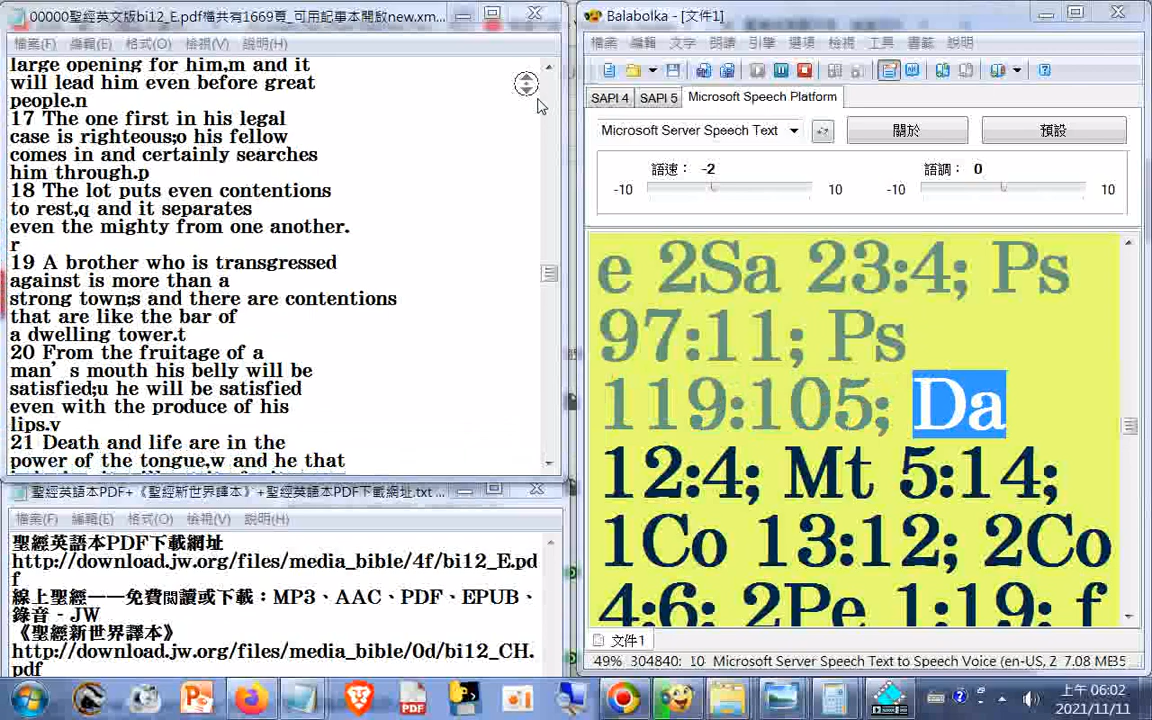 00000聖經英文版bi12_E.pdf檔共有1669頁_可用記事本開啟new.xm...
檔案(F) 編輯(E) 格式(O) 檢視(V) 說明(H)
large opening for him,m and it
will lead him even before great
people.n
17 The one first in his legal
case is righteous;o his fellow
comes in and certainly searches
him through.p
18 The lot puts even contentions
to rest,q and it separates
even the mighty from one another.
r
19 A brother who is transgressed
against is more than a
strong town;s and there are contentions
that are like the bar of
a dwelling tower.t
20 From the fruitage of a
man’s mouth his belly will be
satisfied;u he will be satisfied
even with the produce of his
lips.v
21 Death and life are in the
power of the tongue,w and he that
聖經英語本PDF+《聖經新世界譯本》+聖經英語本PDF下載網址.txt ...
檔案(F) 編輯(E) 格式(O) 檢視(V) 說明(H)
聖經英語本PDF下載網址
http://download.jw.org/files/media_bible/4f/bi12_E.pd
f
線上聖經——免費閱讀或下載：MP3、AAC、PDF、EPUB、
錄音 - JW
《聖經新世界譯本》
http://download.jw.org/files/media_bible/0d/bi12_CH.
pdf
Balabolka - [文件1]
檔案 編輯 文字 朗讀 引擎 選項 檢視 工具 書籤 說明
SAPI 4 SAPI 5 Microsoft Speech Platform
Microsoft Server Speech Text 關於 預設
語速： -2 語調： 0
-10 10 -10 10
e 2Sa 23:4; Ps
97:11; Ps
119:105; Da
12:4; Mt 5:14;
1Co 13:12; 2Co
4:6; 2Pe 1:19; f
文件1
49% 304840: 10 Microsoft Server Speech Text to Speech Voice (en-US, Z 7.08 MB
上午 06:02
2021/11/11